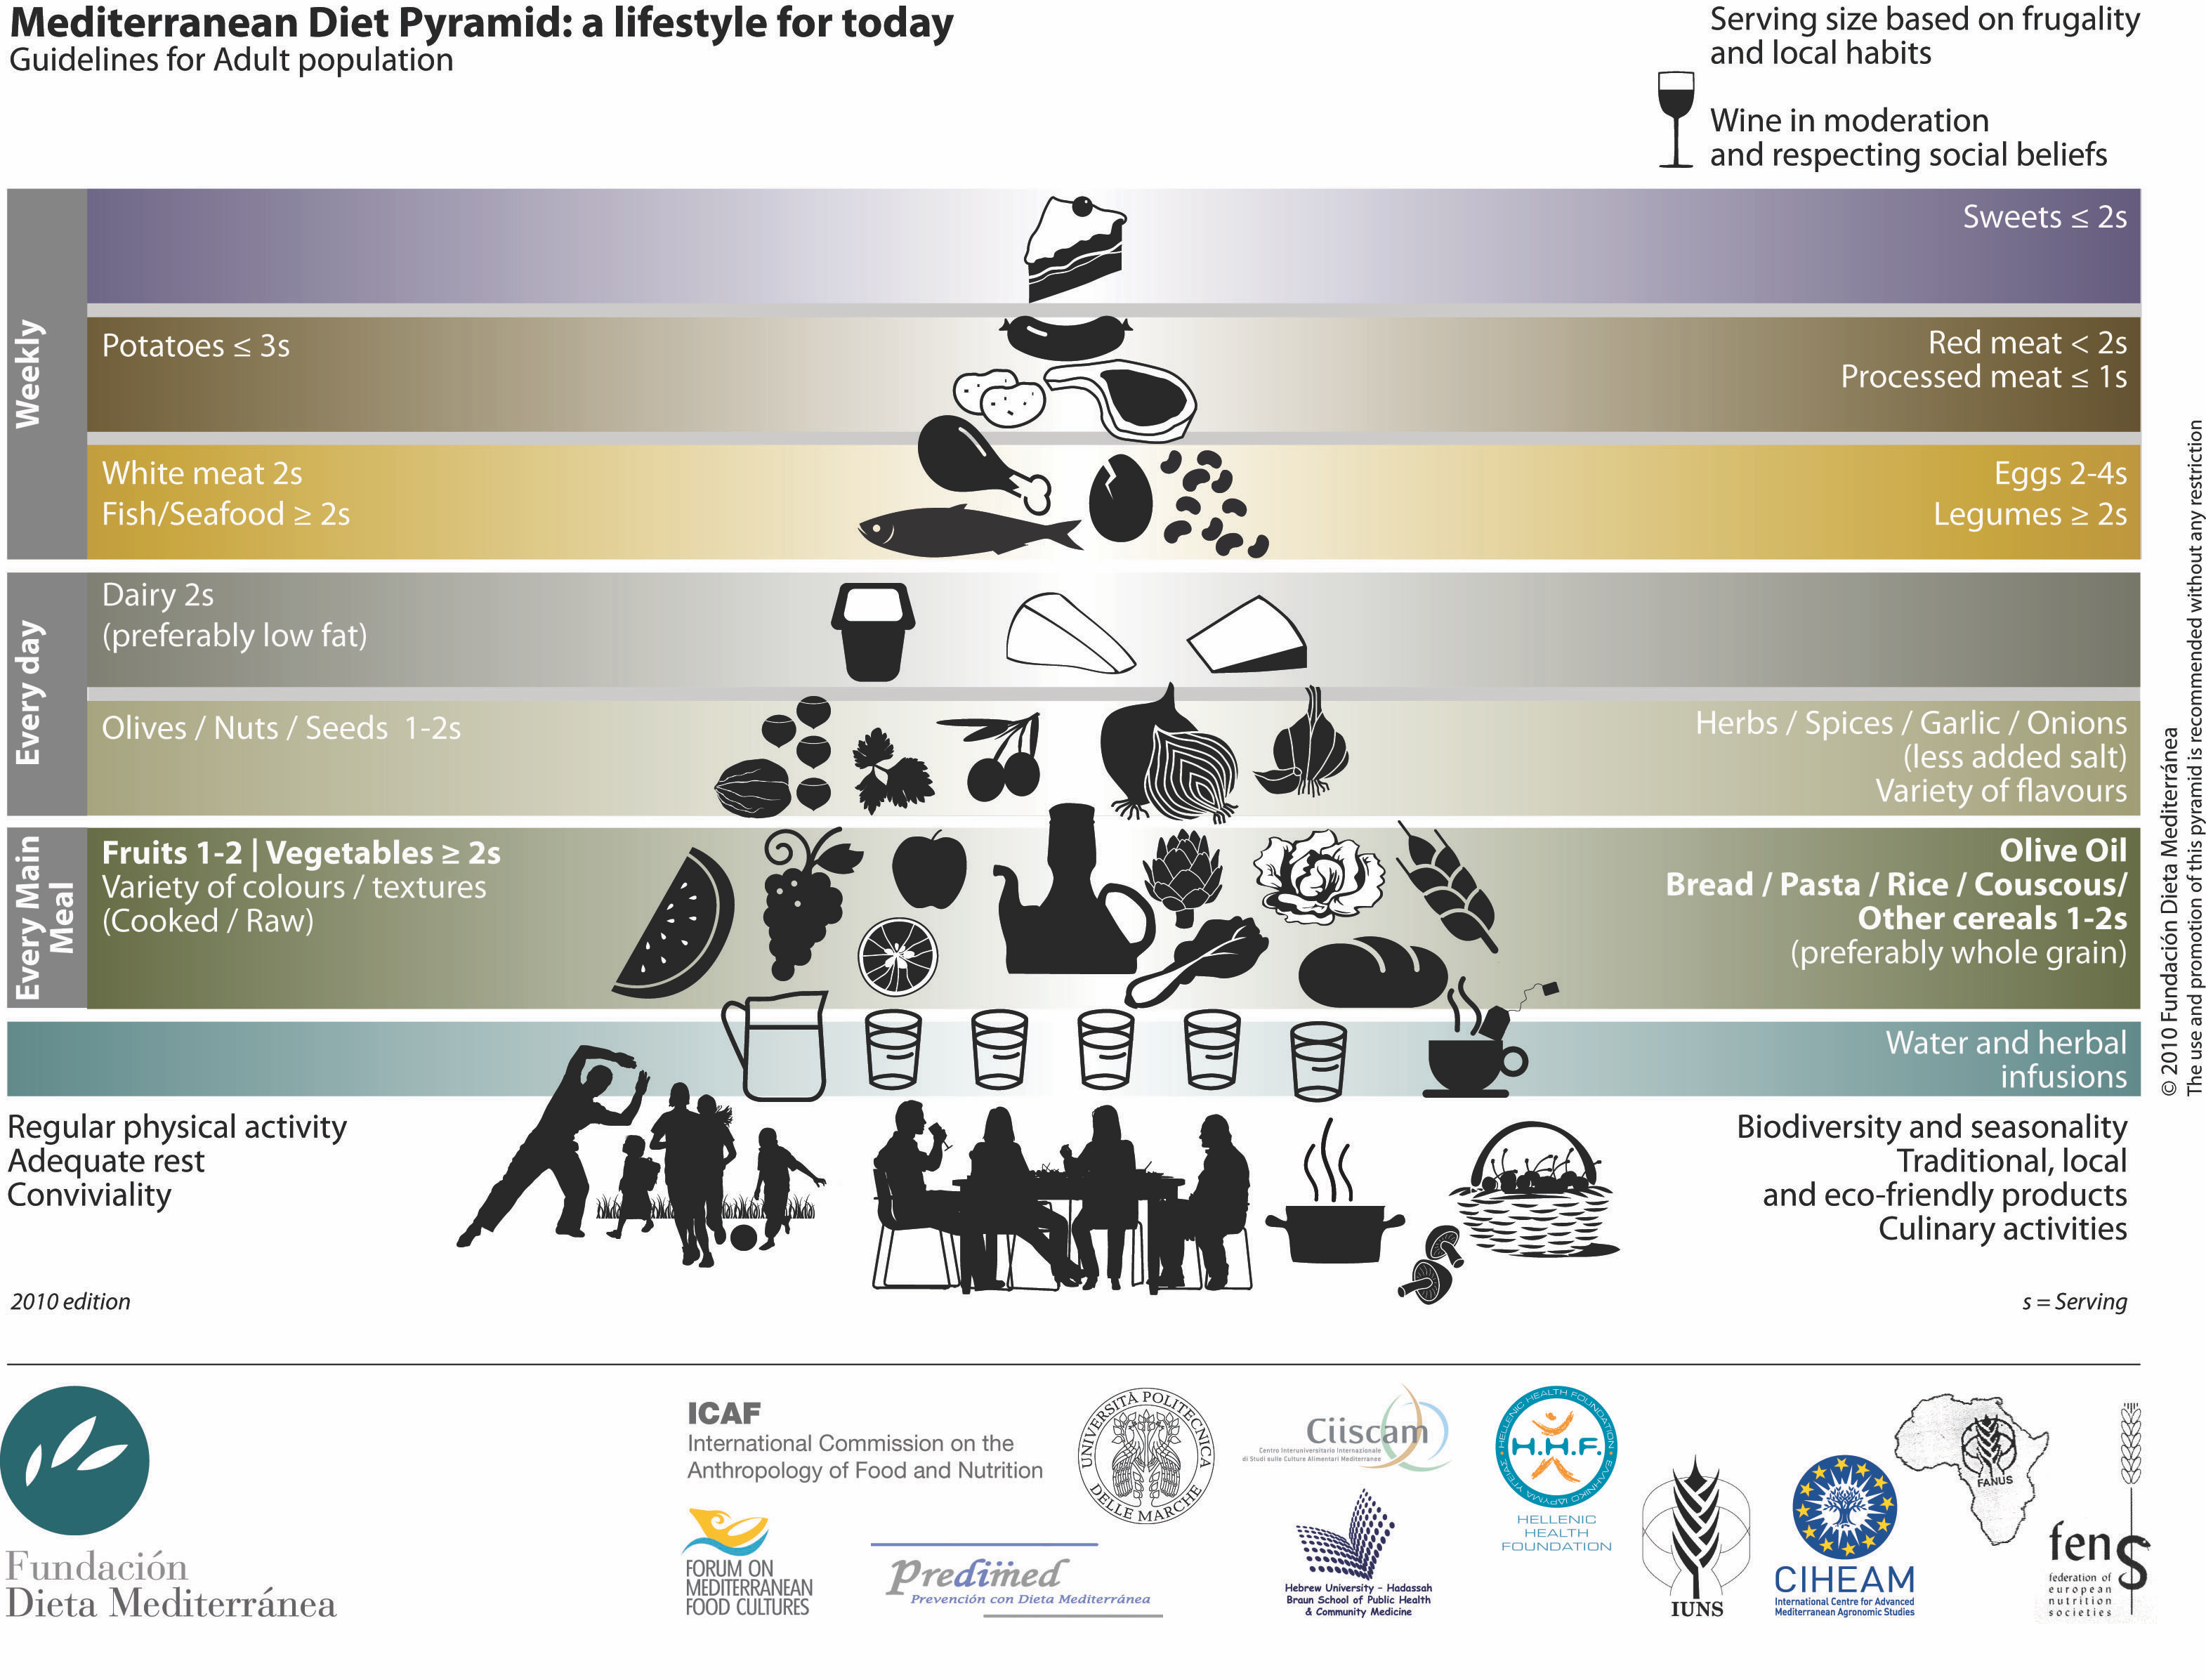 Mediterranean Diet Pyramid: a lifestyle for today
Guidelines for Adult population
Serving size based on frugality
and local habits
Wine in moderation
and respecting social beliefs
Weekly
Sweets ≤ 2s
Potatoes ≤ 3s
Red meat < 2s
Processed meat ≤ 1s
White meat 2s
Fish/Seafood ≥ 2s
Eggs 2-4s
Legumes ≥ 2s
Every day
Dairy 2s
(preferably low fat)
Olives / Nuts / Seeds 1-2s
Herbs / Spices / Garlic / Onions
(less added salt)
Variety of flavours
Every Main
Meal
Fruits 1-2 | Vegetables ≥ 2s
Variety of colours / textures
(Cooked / Raw)
Olive Oil
Bread / Pasta / Rice / Couscous/
Other cereals 1-2s
(preferably whole grain)
Water and herbal
infusions
Regular physical activity
Adequate rest
Conviviality
Biodiversity and seasonality
Traditional, local
and eco-friendly products
Culinary activities
2010 edition
s = Serving
© 2010 Fundación Dieta Mediterránea
The use and promotion of this pyramid is recommended without any restriction
Fundación
Dieta Mediterránea
ICAF
International Commission on the
Anthropology of Food and Nutrition
FORUM ON
MEDITERRANEAN
FOOD CULTURES
Predimed
Prevención con Dieta Mediterránea
UNIVERSITÀ POLITECNICA
DELLE MARCHE
Ciiscam
Centro Interuniversitario Internazionale
di Studi sulle Culture Alimentari Mediterranee
Hebrew University - Hadassah
Braun School of Public Health
& Community Medicine
HELLENIC HEALTH FOUNDATION
ΕΛΛΗΝΙΚΟ ΙΔΡΥΜΑ ΥΓΕΙΑΣ
H.H.F.
HELLENIC
HEALTH
FOUNDATION
IUNS
CIHEAM
International Centre for Advanced
Mediterranean Agronomic Studies
FANUS
fens
federation of
european
nutrition
societies